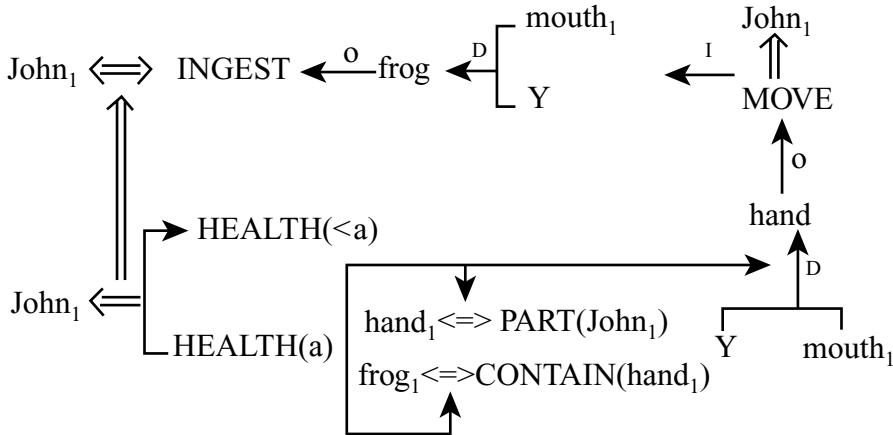 mouth₁ John₁
John₁ INGEST o frog D I
Y MOVE
o
HEALTH(<a) hand
D
John₁
hand₁<=> PART(John₁)
HEALTH(a) Y mouth₁
frog₁<=>CONTAIN(hand₁)